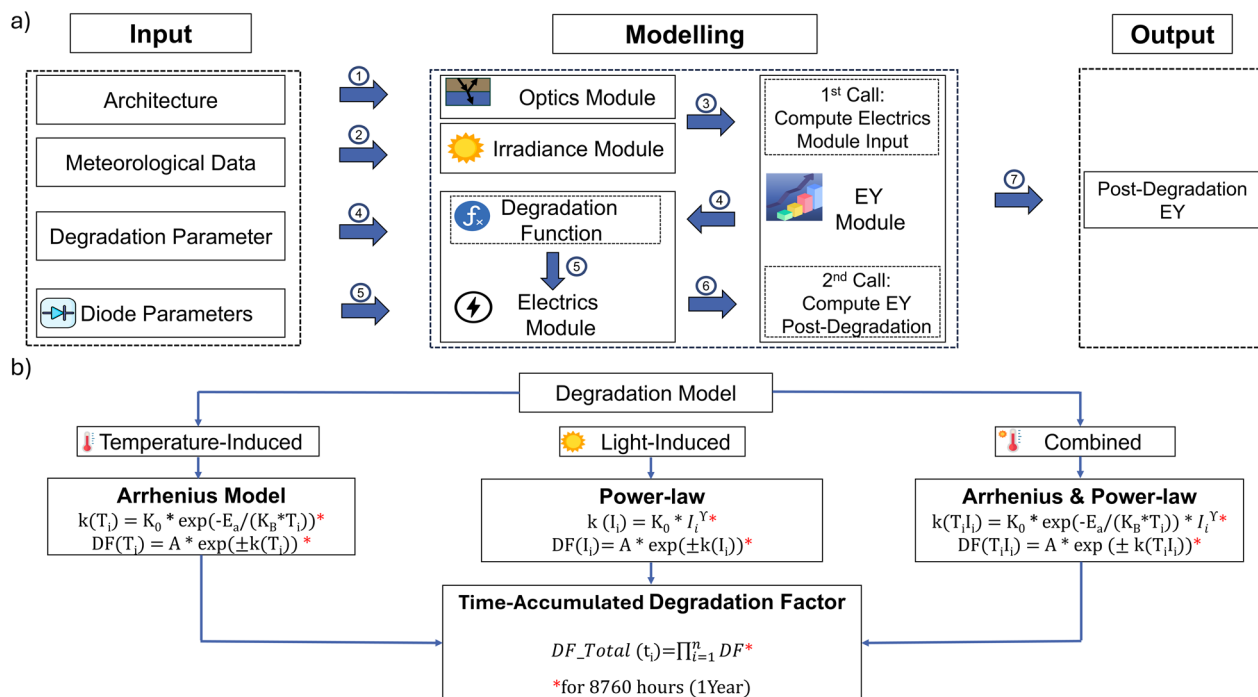 a)
Input
Modelling
Output
Architecture
Meteorological Data
Degradation Parameter
Diode Parameters
1
2
4
5
Optics Module
Irradiance Module
fx
Degradation
Function
5
Electrics
Module
3
4
6
1st Call:
Compute Electrics
Module Input
EY
Module
2nd Call:
Compute EY
Post-Degradation
7
Post-Degradation
EY
b)
Degradation Model
Temperature-Induced
Arrhenius Model
k(Tᵢ) = K₀ * exp(-Eₐ/(K_B*Tᵢ))*
DF(Tᵢ) = A * exp(±k(Tᵢ)) *
Light-Induced
Power-law
k (Iᵢ) = K₀ * Iᵢ^ϒ*
DF(Iᵢ)= A * exp(±k(Iᵢ))*
Combined
Arrhenius & Power-law
k(TᵢIᵢ) = K₀ * exp(-Eₐ/(K_B*Tᵢ)) * Iᵢ^ϒ*
DF(TᵢIᵢ) = A * exp (± k(TᵢIᵢ))*
Time-Accumulated Degradation Factor
DF_Total (tᵢ)=∏ᵢ₌₁ⁿ DF*
*for 8760 hours (1Year)